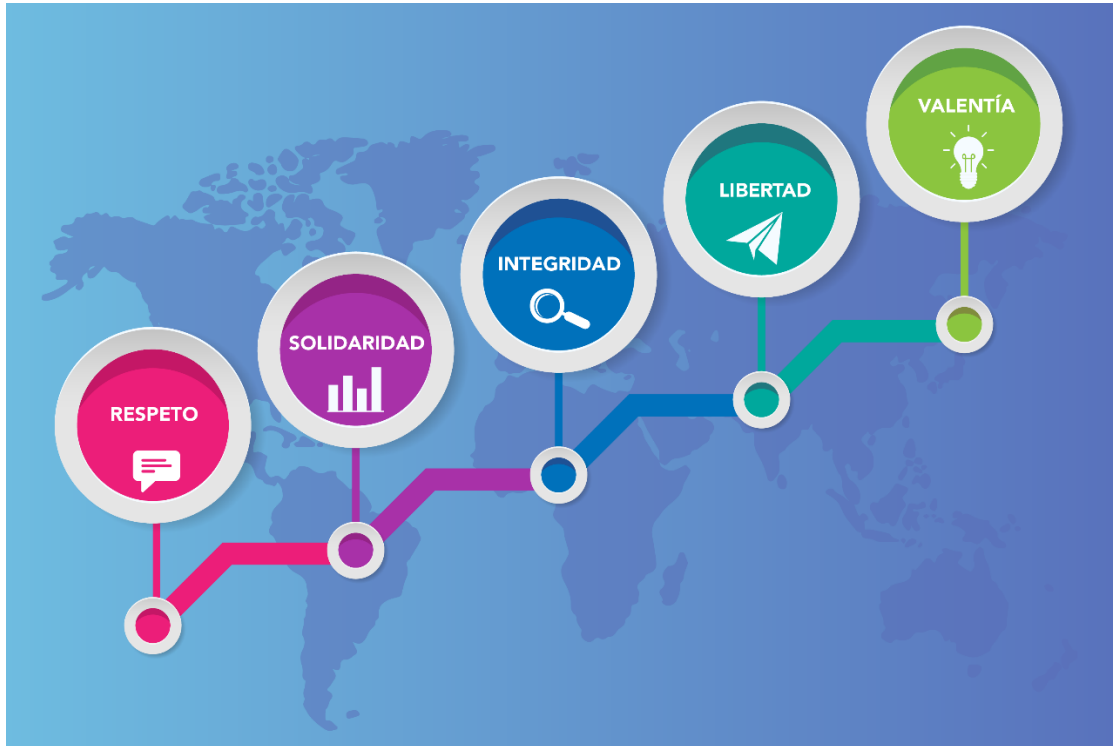 RESPETO
SOLIDARIDAD
INTEGRIDAD
LIBERTAD
VALENTÍA